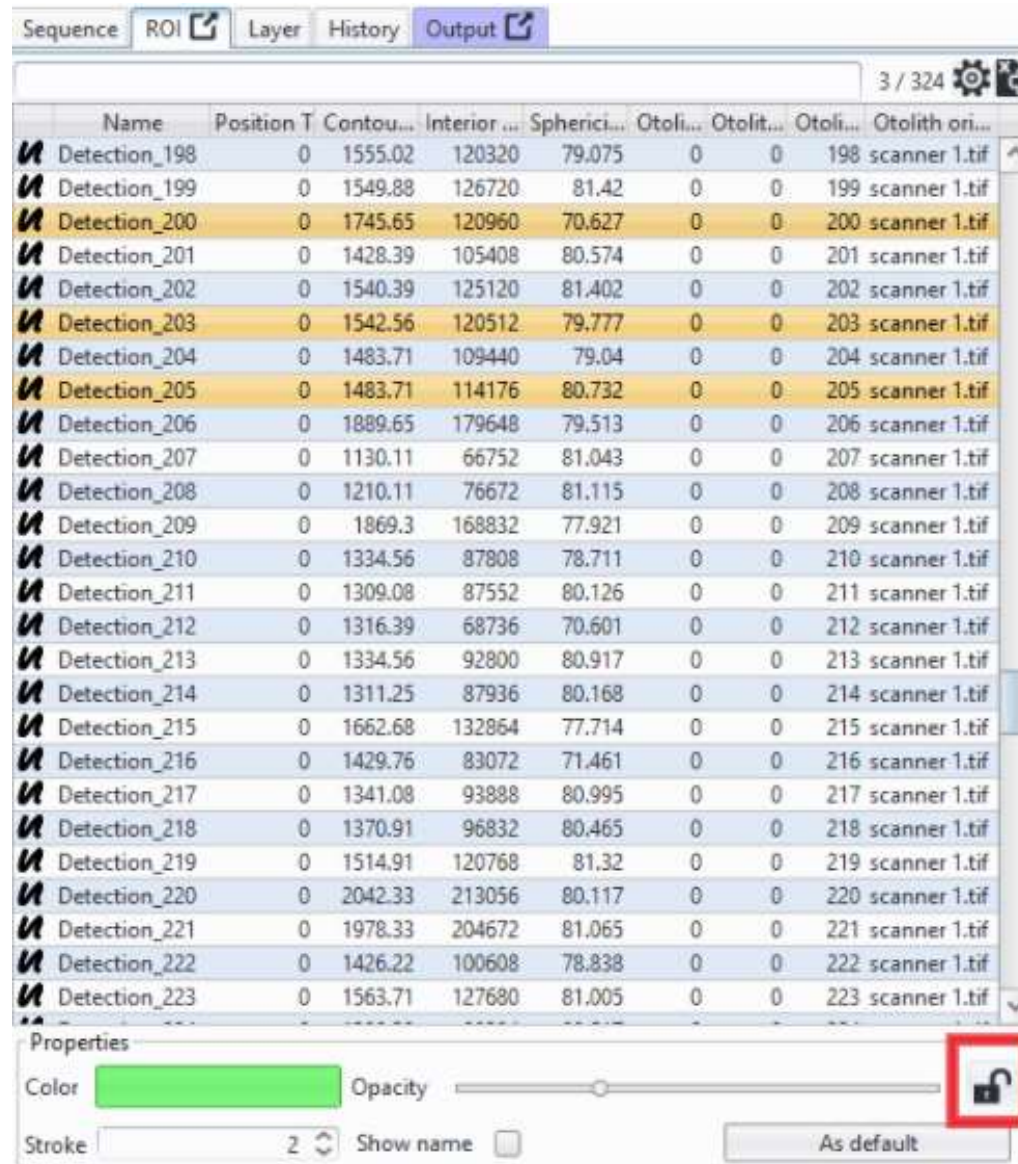 Sequence ROI Layer History Output
3 / 324
Name Position T Contou... Interior ... Spherici... Otoli... Otolit... Otoli... Otolith ori...
Detection_198 0 1555.02 120320 79.075 0 0 198 scanner 1.tif
Detection_199 0 1549.88 126720 81.42 0 0 199 scanner 1.tif
Detection_200 0 1745.65 120960 70.627 0 0 200 scanner 1.tif
Detection_201 0 1428.39 105408 80.574 0 0 201 scanner 1.tif
Detection_202 0 1540.39 125120 81.402 0 0 202 scanner 1.tif
Detection_203 0 1542.56 120512 79.777 0 0 203 scanner 1.tif
Detection_204 0 1483.71 109440 79.04 0 0 204 scanner 1.tif
Detection_205 0 1483.71 114176 80.732 0 0 205 scanner 1.tif
Detection_206 0 1889.65 179648 79.513 0 0 206 scanner 1.tif
Detection_207 0 1130.11 66752 81.043 0 0 207 scanner 1.tif
Detection_208 0 1210.11 76672 81.115 0 0 208 scanner 1.tif
Detection_209 0 1869.3 168832 77.921 0 0 209 scanner 1.tif
Detection_210 0 1334.56 87808 78.711 0 0 210 scanner 1.tif
Detection_211 0 1309.08 87552 80.126 0 0 211 scanner 1.tif
Detection_212 0 1316.39 68736 70.601 0 0 212 scanner 1.tif
Detection_213 0 1334.56 92800 80.917 0 0 213 scanner 1.tif
Detection_214 0 1311.25 87936 80.168 0 0 214 scanner 1.tif
Detection_215 0 1662.68 132864 77.714 0 0 215 scanner 1.tif
Detection_216 0 1429.76 83072 71.461 0 0 216 scanner 1.tif
Detection_217 0 1341.08 93888 80.995 0 0 217 scanner 1.tif
Detection_218 0 1370.91 96832 80.465 0 0 218 scanner 1.tif
Detection_219 0 1514.91 120768 81.32 0 0 219 scanner 1.tif
Detection_220 0 2042.33 213056 80.117 0 0 220 scanner 1.tif
Detection_221 0 1978.33 204672 81.065 0 0 221 scanner 1.tif
Detection_222 0 1426.22 100608 78.838 0 0 222 scanner 1.tif
Detection_223 0 1563.71 127680 81.005 0 0 223 scanner 1.tif
Properties
Color Opacity
Stroke 2 Show name As default